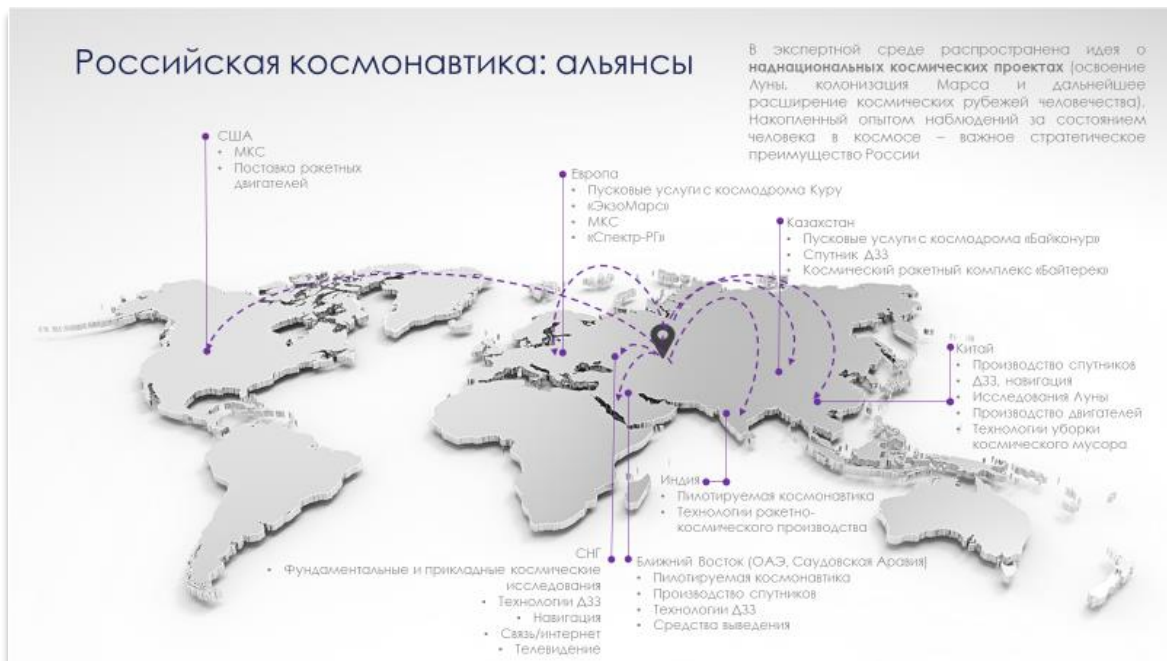 Российская космонавтика: альянсы
В экспертной среде распространена идея о
наднациональных космических проектах (освоение
Луны, колонизация Марса и дальнейшее
расширение космических рубежей человечества).
Накопленный опытом наблюдений за состоянием
человека в космосе – важное стратегическое
преимущество России
США
• МКС
• Поставка ракетных
двигателей
Европа
• Пусковые услуги с космодрома Куру
• «ЭкзоМарс»
• МКС
• «Спектр-РГ»
Казахстан
• Пусковые услуги с космодрома «Байконур»
• Спутник ДЗЗ
• Космический ракетный комплекс «Байтерек»
Китай
• Производство спутников
• ДЗЗ, навигация
• Исследования Луны
• Производство двигателей
• Технологии уборки
космического мусора
Индия
• Пилотируемая космонавтика
• Технологии ракетно-
космического производства
СНГ
• Фундаментальные и прикладные космические
исследования
• Технологии ДЗЗ
• Навигация
• Связь/интернет
• Телевидение
Ближний Восток (ОАЭ, Саудовская Аравия)
• Пилотируемая космонавтика
• Производство спутников
• Технологии ДЗЗ
• Средства выведения